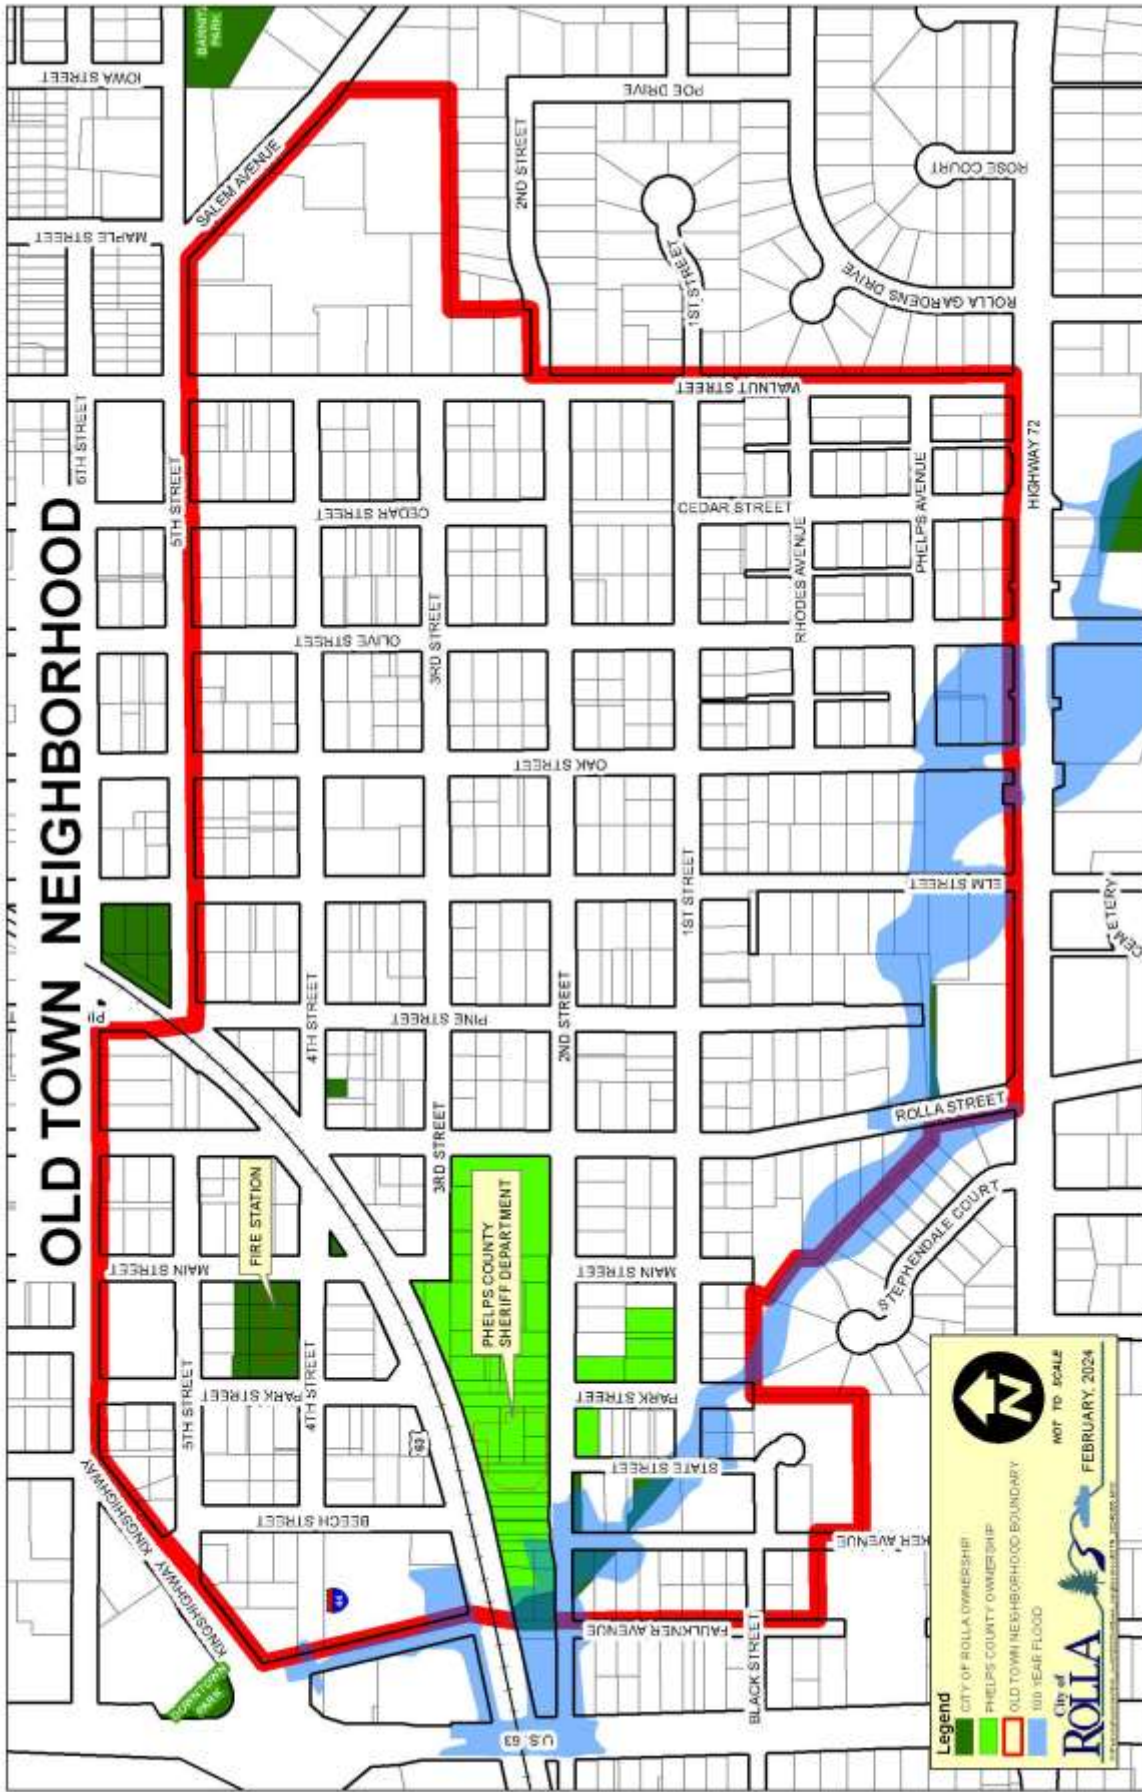 OLD TOWN NEIGHBORHOOD
BARNITZ
PARK
IOWA STREET
MAPLE STREET
SALEM AVENUE
POE DRIVE
ROSE COURT
2ND STREET
1ST STREET
ROLLA GARDENS DRIVE
WALNUT STREET
HIGHWAY 72
6TH STREET
5TH STREET
CEDAR STREET
CEDAR STREET
RHODES AVENUE
PHELPS AVENUE
OLIVE STREET
3RD STREET
OAK STREET
1ST STREET
ELM STREET
CEMETERY
4TH STREET
PINE STREET
2ND STREET
ROLLA STREET
3RD STREET
FIRE STATION
PHELPS COUNTY
SHERIFF DEPARTMENT
MAIN STREET
MAIN STREET
STEPHENDALE COURT
5TH STREET
PARK STREET
4TH STREET
PARK STREET
63
STATE STREET
BEECH STREET
KER AVENUE
KINGSHIGHWAY
KINGSHIGHWAY
KINGSHIGHWAY
44
FAULKNER AVENUE
BLACK STREET
DOWNTOWN
PARK
U.S. 63
Legend
CITY OF ROLLA OWNERSHIP
PHELPS COUNTY OWNERSHIP
OLD TOWN NEIGHBORHOOD BOUNDARY
100 YEAR FLOOD
N
NOT TO SCALE
City of
ROLLA
FEBRUARY, 2024